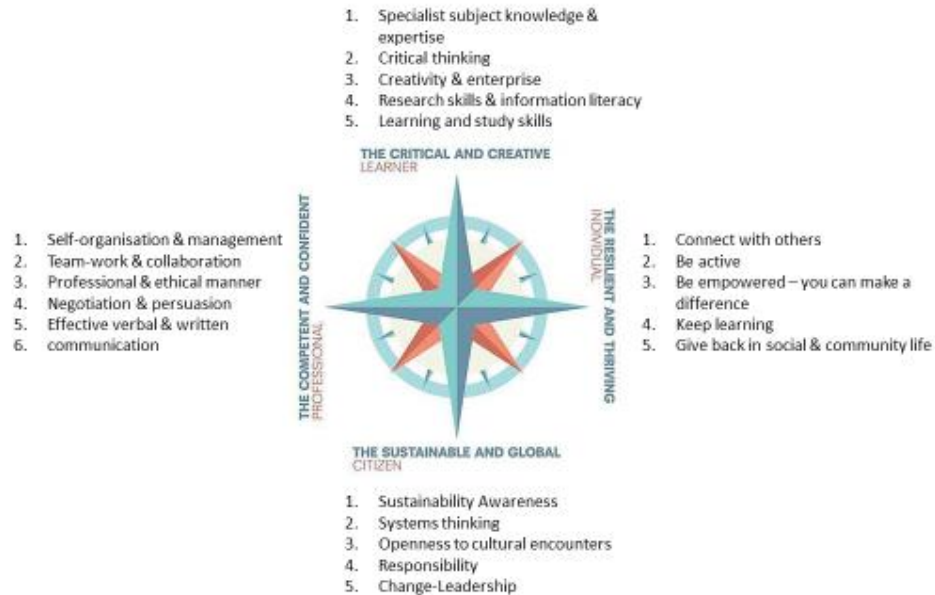 1. Specialist subject knowledge &
expertise
2. Critical thinking
3. Creativity & enterprise
4. Research skills & information literacy
5. Learning and study skills
THE CRITICAL AND CREATIVE
LEARNER
1. Self-organisation & management
2. Team-work & collaboration
3. Professional & ethical manner
4. Negotiation & persuasion
5. Effective verbal & written
6. communication
THE COMPETENT AND CONFIDENT
PROFESSIONAL
THE RESILIENT AND THRIVING
INDIVIDUAL
1. Connect with others
2. Be active
3. Be empowered – you can make a
difference
4. Keep learning
5. Give back in social & community life
THE SUSTAINABLE AND GLOBAL
CITIZEN
1. Sustainability Awareness
2. Systems thinking
3. Openness to cultural encounters
4. Responsibility
5. Change-Leadership